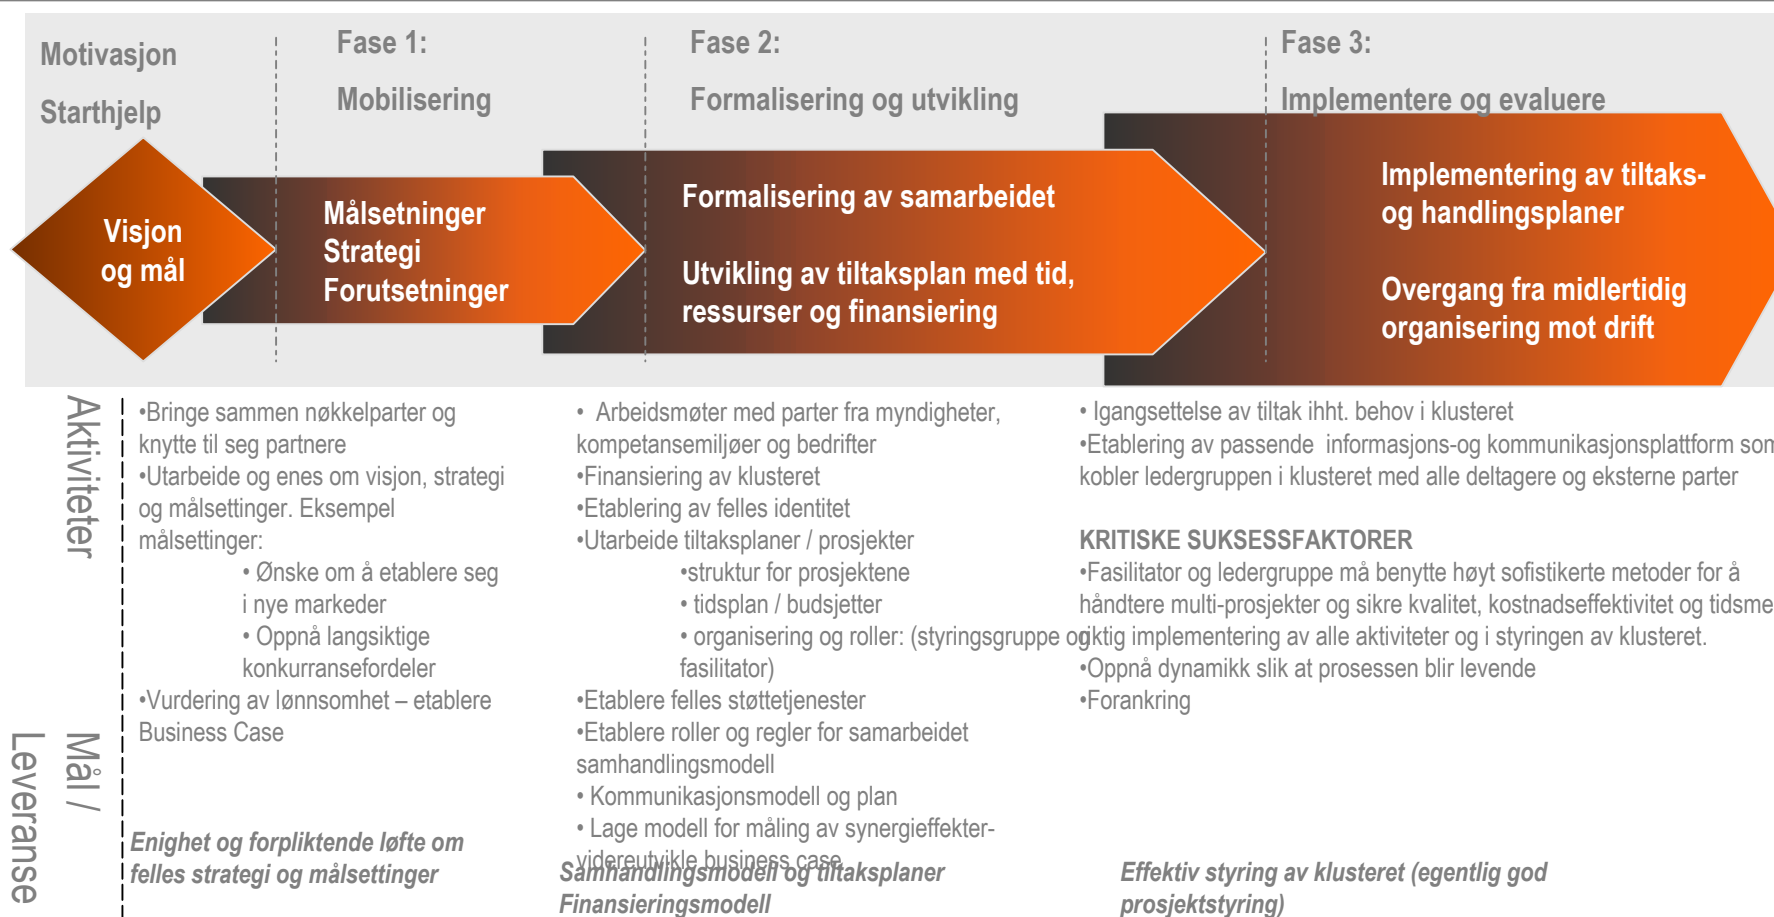 Motivasjon
Starthjelp
Fase 1:
Mobilisering
Fase 2:
Formalisering og utvikling
Fase 3:
Implementere og evaluere
Visjon
og mål
Målsetninger
Strategi
Forutsetninger
Formalisering av samarbeidet
Utvikling av tiltaksplan med tid,
ressurser og finansiering
Implementering av tiltaks-
og handlingsplaner
Overgang fra midlertidig
organisering mot drift
Aktiviteter
•Bringe sammen nøkkelparter og
knytte til seg partnere
•Utarbeide og enes om visjon, strategi
og målsettinger. Eksempel
målsettinger:
• Ønske om å etablere seg
i nye markeder
• Oppnå langsiktige
konkurransefordeler
•Vurdering av lønnsomhet – etablere
Business Case
• Arbeidsmøter med parter fra myndigheter,
kompetansemiljøer og bedrifter
•Finansiering av klusteret
•Etablering av felles identitet
•Utarbeide tiltaksplaner / prosjekter
•struktur for prosjektene
• tidsplan / budsjetter
• organisering og roller: (styringsgruppe og
fasilitator)
•Etablere felles støttetjenester
•Etablere roller og regler for samarbeidet
samhandlingsmodell
• Kommunikasjonsmodell og plan
• Lage modell for måling av synergieffekter-
videreutvikle business case
• Igangsettelse av tiltak ihht. behov i klusteret
•Etablering av passende informasjons-og kommunikasjonsplattform som
kobler ledergruppen i klusteret med alle deltagere og eksterne parter
KRITISKE SUKSESSFAKTORER
•Fasilitator og ledergruppe må benytte høyt sofistikerte metoder for å
håndtere multi-prosjekter og sikre kvalitet, kostnadseffektivitet og tidsme
riktig implementering av alle aktiviteter og i styringen av klusteret.
•Oppnå dynamikk slik at prosessen blir levende
•Forankring
Mål /
Leveranse
Enighet og forpliktende løfte om
felles strategi og målsettinger
Samhandlingsmodell og tiltaksplaner
Finansieringsmodell
Effektiv styring av klusteret (egentlig god
prosjektstyring)